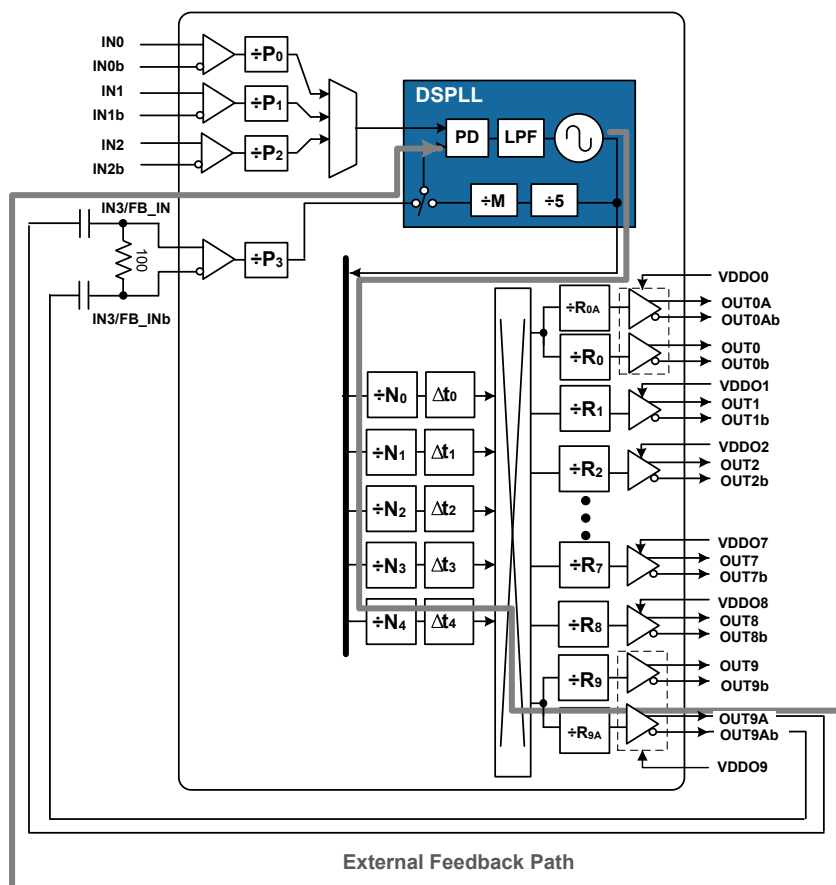 IN0
IN0b
÷P0
IN1
IN1b
÷P1
IN2
IN2b
÷P2
DSPLL
PD
LPF
÷M
÷5
IN3/FB_IN
100
÷P3
IN3/FB_INb
VDDO0
÷R0A
OUT0A
OUT0Ab
÷R0
OUT0
OUT0b
VDDO1
÷N0
Δt0
÷R1
OUT1
OUT1b
VDDO2
÷N1
Δt1
÷R2
OUT2
OUT2b
÷N2
Δt2
VDDO7
÷N3
Δt3
÷R7
OUT7
OUT7b
VDDO8
÷N4
Δt4
÷R8
OUT8
OUT8b
÷R9
OUT9
OUT9b
÷R9A
OUT9A
OUT9Ab
VDDO9
External Feedback Path